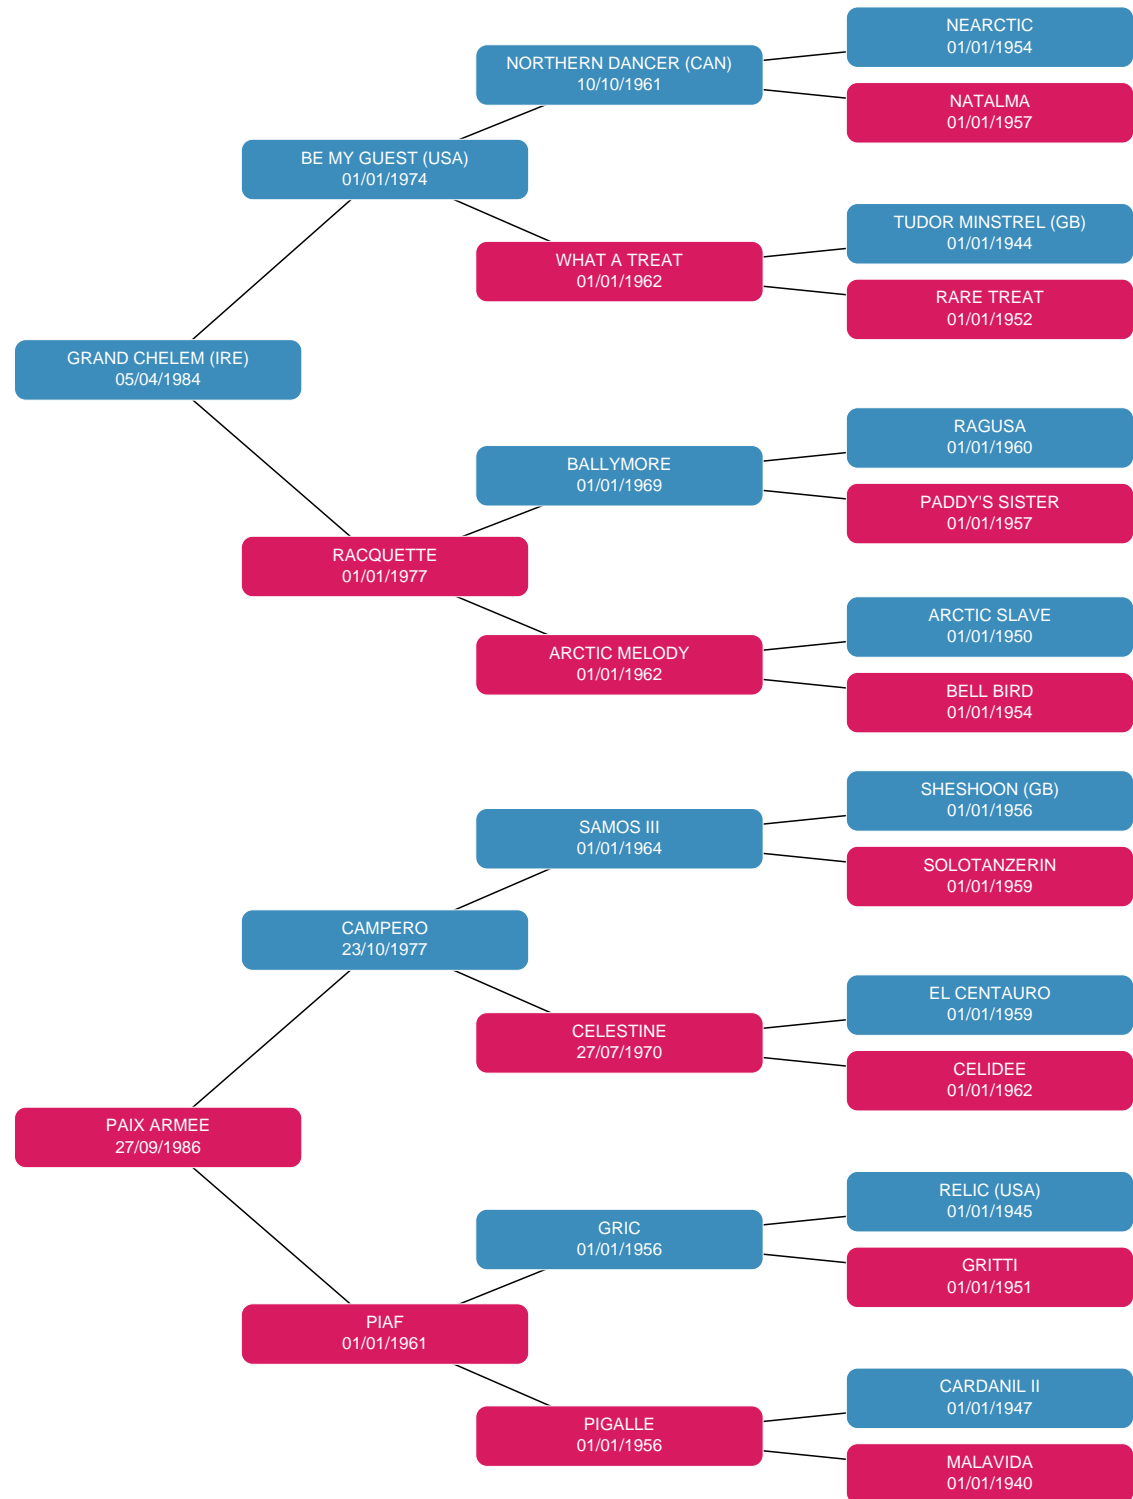 NEARCTIC
01/01/1954
NORTHERN DANCER (CAN)
10/10/1961
NATALMA
01/01/1957
BE MY GUEST (USA)
01/01/1974
TUDOR MINSTREL (GB)
01/01/1944
WHAT A TREAT
01/01/1962
RARE TREAT
01/01/1952
GRAND CHELEM (IRE)
05/04/1984
RAGUSA
01/01/1960
BALLYMORE
01/01/1969
PADDY'S SISTER
01/01/1957
RACQUETTE
01/01/1977
ARCTIC SLAVE
01/01/1950
ARCTIC MELODY
01/01/1962
BELL BIRD
01/01/1954
SHESHOON (GB)
01/01/1956
SAMOS III
01/01/1964
SOLOTANZERIN
01/01/1959
CAMPERO
23/10/1977
EL CENTAURO
01/01/1959
CELESTINE
27/07/1970
CELIDEE
01/01/1962
PAIX ARMEE
27/09/1986
RELIC (USA)
01/01/1945
GRIC
01/01/1956
GRITTI
01/01/1951
PIAF
01/01/1961
CARDANIL II
01/01/1947
PIGALLE
01/01/1956
MALAVIDA
01/01/1940